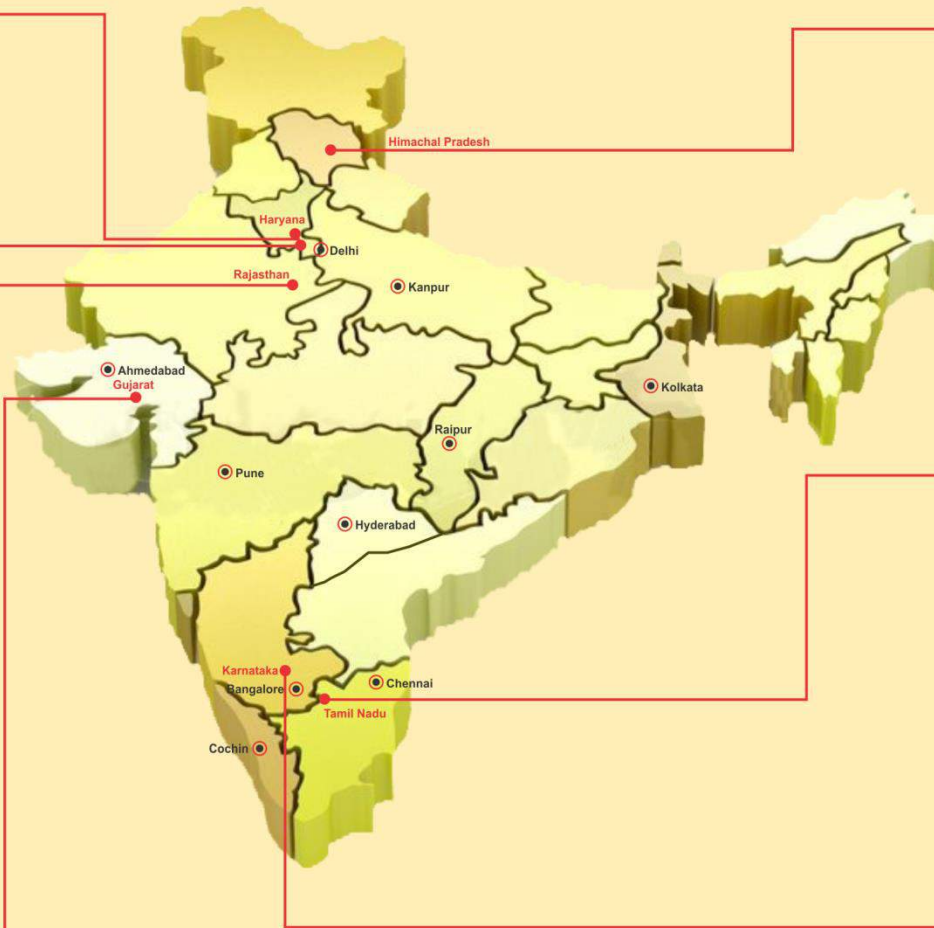 Himachal Pradesh
Haryana
Delhi
Rajasthan
Kanpur
Ahmedabad
Gujarat
Kolkata
Raipur
Pune
Hyderabad
Karnataka
Bangalore
Chennai
Tamil Nadu
Cochin